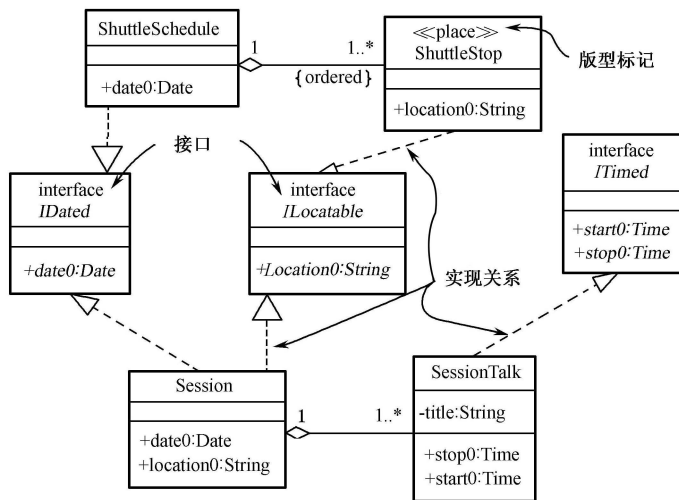 ShuttleSchedule
+date0:Date
1
1..*
{ordered}
≪place≫
ShuttleStop
+location0:String
版型标记
接口
interface
IDated
+date0:Date
interface
ILocatable
+Location0:String
interface
ITimed
+start0:Time
+stop0:Time
实现关系
Session
+date0:Date
+location0:String
1
1..*
SessionTalk
-title:String
+stop0:Time
+start0:Time